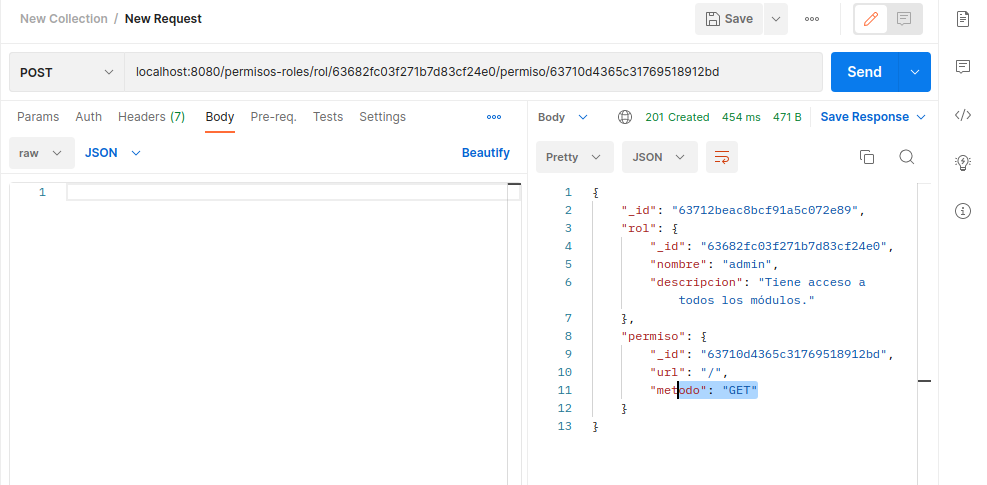 New Collection / New Request
Save
POST
localhost:8080/permisos-roles/rol/63682fc03f271b7d83cf24e0/permiso/63710d4365c31769518912bd
Send
Params Auth Headers (7) Body Pre-req. Tests Settings
raw JSON Beautify
1
Body 201 Created 454 ms 471 B Save Response
Pretty JSON
1 {
2 "_id": "63712beac8bcf91a5c072e89",
3 "rol": {
4 "_id": "63682fc03f271b7d83cf24e0",
5 "nombre": "admin",
6 "descripcion": "Tiene acceso a
todos los módulos."
7 },
8 "permiso": {
9 "_id": "63710d4365c31769518912bd",
10 "url": "/",
11 "metodo": "GET"
12 }
13 }